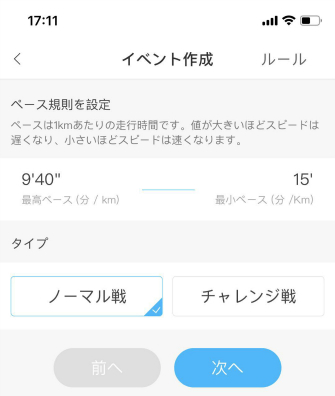 17:11
イベント作成
ルール
ペース規則を設定
ペースは1kmあたりの走行時間です。値が大きいほどスピードは
遅くなり、小さいほどスピードは速くなります。
9'40" 15'
最高ペース (分 / km) 最小ペース (分 /Km)
タイプ
ノーマル戦 チャレンジ戦
前へ 次へ